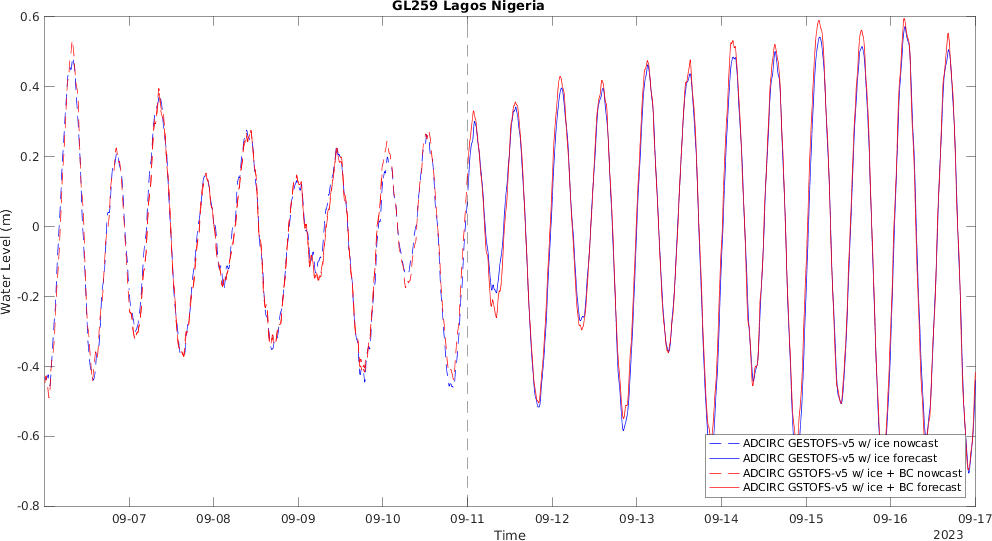 GL259 Lagos Nigeria
0.6
0.4
0.2
0
-0.2
-0.4
-0.6
-0.8
Water Level (m)
ADCIRC GESTOFS-v5 w/ ice nowcast
ADCIRC GESTOFS-v5 w/ ice forecast
ADCIRC GSTOFS-v5 w/ ice + BC nowcast
ADCIRC GSTOFS-v5 w/ ice + BC forecast
09-07 09-08 09-09 09-10 09-11 09-12 09-13 09-14 09-15 09-16 09-17
Time
2023